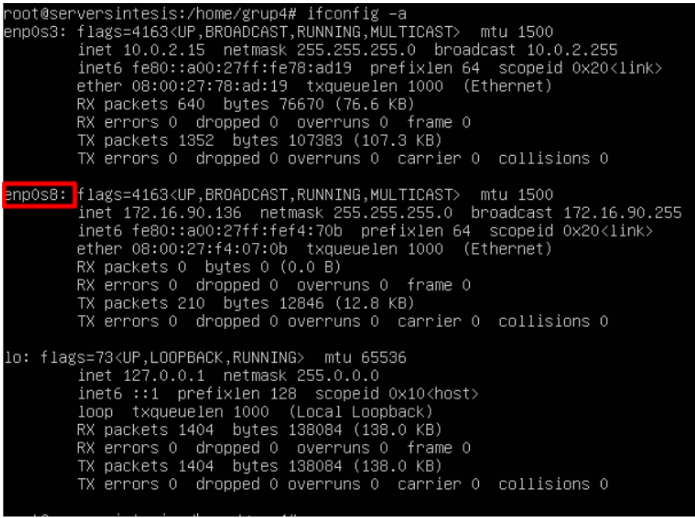 root@serversintesis:/home/grup4# ifconfig -a
enp0s3: flags=4163<UP,BROADCAST,RUNNING,MULTICAST>  mtu 1500
        inet 10.0.2.15  netmask 255.255.255.0  broadcast 10.0.2.255
        inet6 fe80::a00:27ff:fe78:ad19  prefixlen 64  scopeid 0x20<link>
        ether 08:00:27:78:ad:19  txqueuelen 1000  (Ethernet)
        RX packets 640  bytes 76670 (76.6 KB)
        RX errors 0  dropped 0  overruns 0  frame 0
        TX packets 1352  bytes 107383 (107.3 KB)
        TX errors 0  dropped 0 overruns 0  carrier 0  collisions 0

enp0s8: flags=4163<UP,BROADCAST,RUNNING,MULTICAST>  mtu 1500
        inet 172.16.90.136  netmask 255.255.255.0  broadcast 172.16.90.255
        inet6 fe80::a00:27ff:fef4:70b  prefixlen 64  scopeid 0x20<link>
        ether 08:00:27:f4:07:0b  txqueuelen 1000  (Ethernet)
        RX packets 0  bytes 0 (0.0 B)
        RX errors 0  dropped 0  overruns 0  frame 0
        TX packets 210  bytes 12846 (12.8 KB)
        TX errors 0  dropped 0 overruns 0  carrier 0  collisions 0

lo: flags=73<UP,LOOPBACK,RUNNING>  mtu 65536
        inet 127.0.0.1  netmask 255.0.0.0
        inet6 ::1  prefixlen 128  scopeid 0x10<host>
        loop  txqueuelen 1000  (Local Loopback)
        RX packets 1404  bytes 138084 (138.0 KB)
        RX errors 0  dropped 0  overruns 0  frame 0
        TX packets 1404  bytes 138084 (138.0 KB)
        TX errors 0  dropped 0 overruns 0  carrier 0  collisions 0